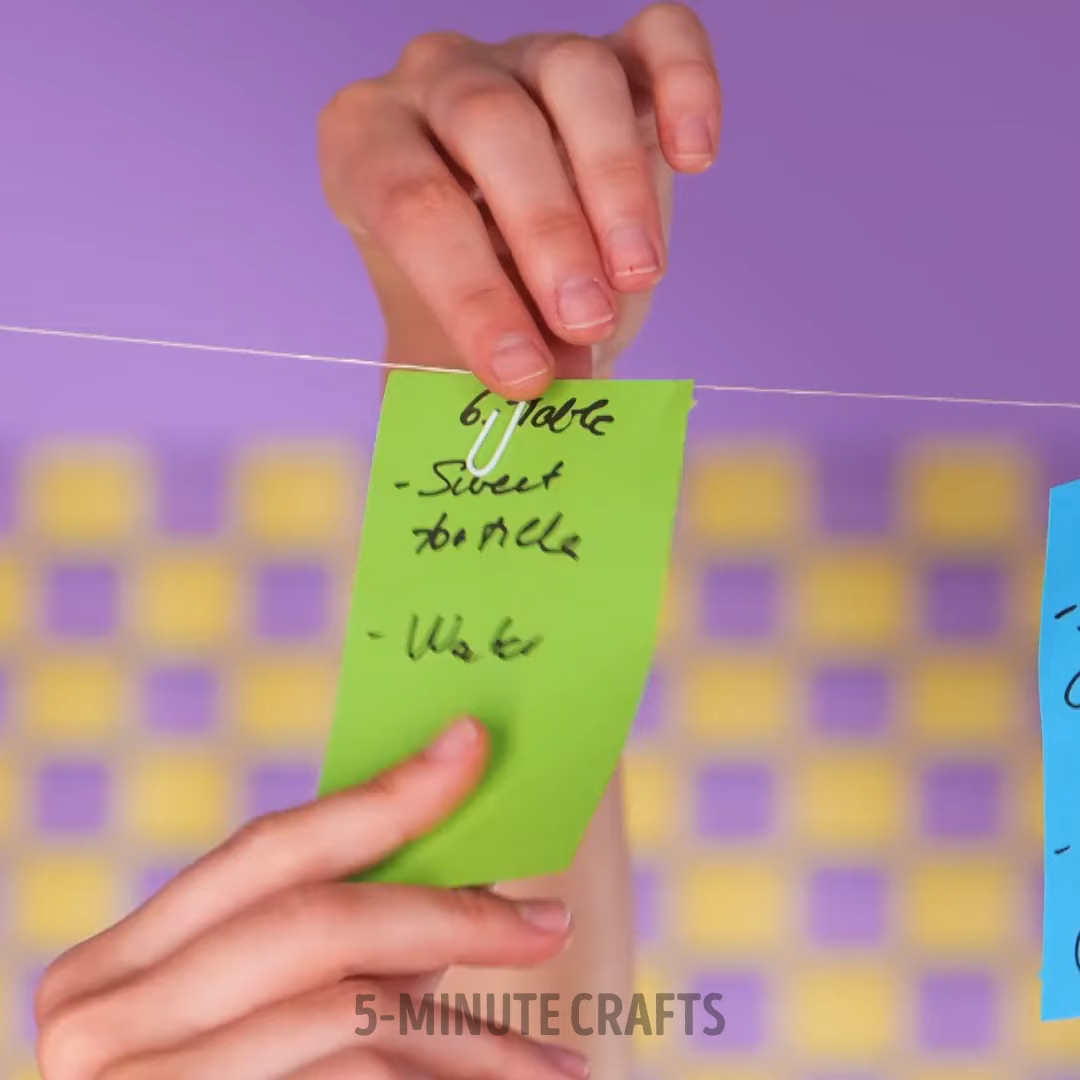 6. Table
- Sweet
tortilla
- Water
5-MINUTE CRAFTS